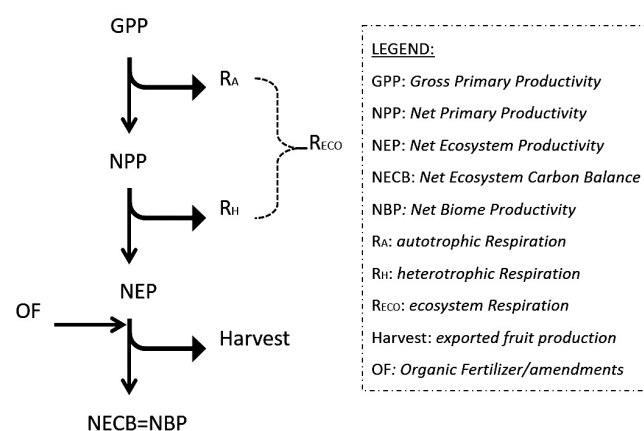 GPP
RA
RECO
NPP
RH
NEP
OF
Harvest
NECB=NBP
LEGEND:
GPP: Gross Primary Productivity
NPP: Net Primary Productivity
NEP: Net Ecosystem Productivity
NECB: Net Ecosystem Carbon Balance
NBP: Net Biome Productivity
RA: autotrophic Respiration
RH: heterotrophic Respiration
RECO: ecosystem Respiration
Harvest: exported fruit production
OF: Organic Fertilizer/amendments